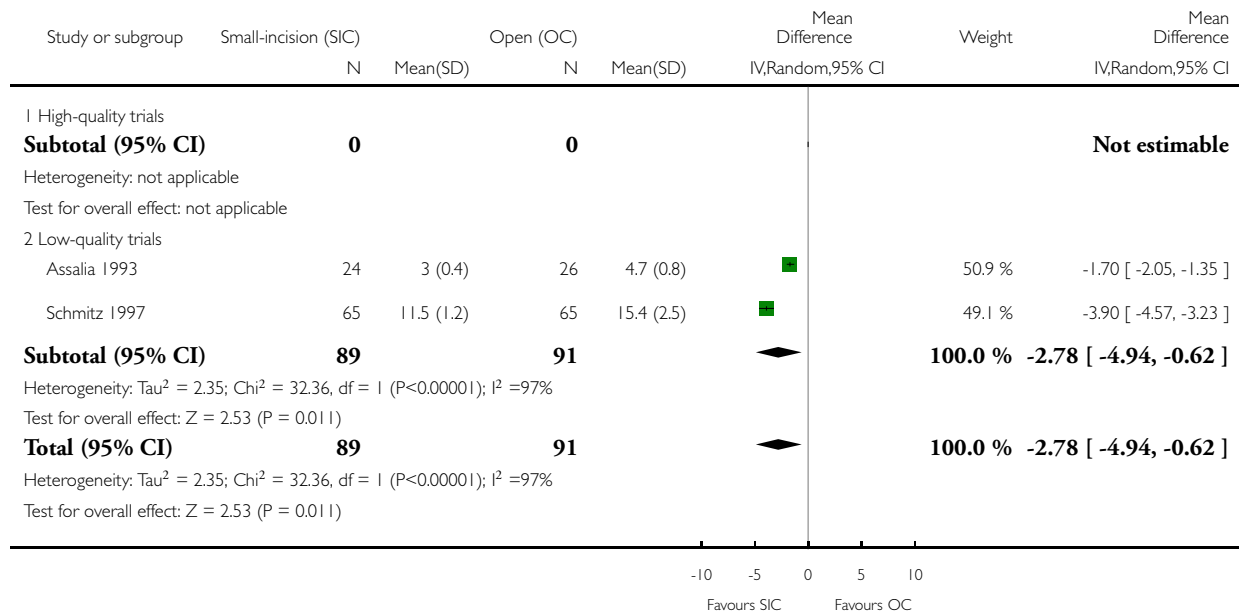 Mean Mean
Study or subgroup Small-incision (SIC) Open (OC) Difference Weight Difference
N Mean(SD) N Mean(SD) IV,Random,95% CI IV,Random,95% CI
1 High-quality trials
Subtotal (95% CI) 0 0 Not estimable
Heterogeneity: not applicable
Test for overall effect: not applicable
2 Low-quality trials
Assalia 1993 24 3 (0.4) 26 4.7 (0.8) 50.9 % -1.70 [ -2.05, -1.35 ]
Schmitz 1997 65 11.5 (1.2) 65 15.4 (2.5) 49.1 % -3.90 [ -4.57, -3.23 ]
Subtotal (95% CI) 89 91 100.0 % -2.78 [ -4.94, -0.62 ]
Heterogeneity: Tau² = 2.35; Chi² = 32.36, df = 1 (P<0.00001); I² =97%
Test for overall effect: Z = 2.53 (P = 0.011)
Total (95% CI) 89 91 100.0 % -2.78 [ -4.94, -0.62 ]
Heterogeneity: Tau² = 2.35; Chi² = 32.36, df = 1 (P<0.00001); I² =97%
Test for overall effect: Z = 2.53 (P = 0.011)
-10 -5 0 5 10
Favours SIC Favours OC